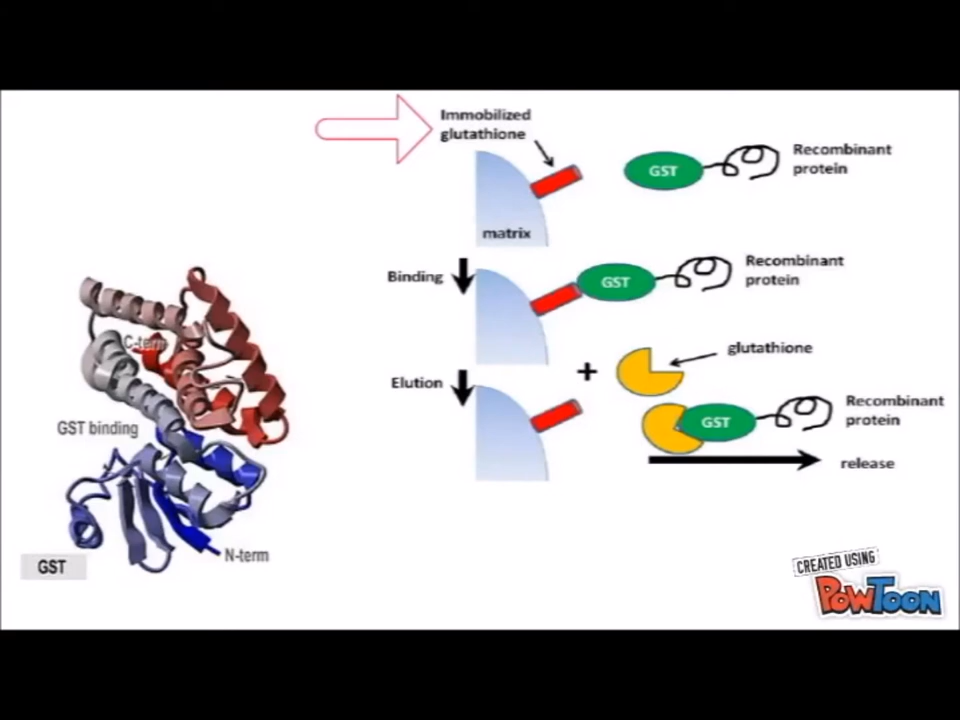 Immobilized
glutathione
GST
Recombinant
protein
matrix
Binding
GST
Recombinant
protein
glutathione
Elution
GST
Recombinant
protein
release
C-term
GST binding
N-term
GST
CREATED USING
POWTOON